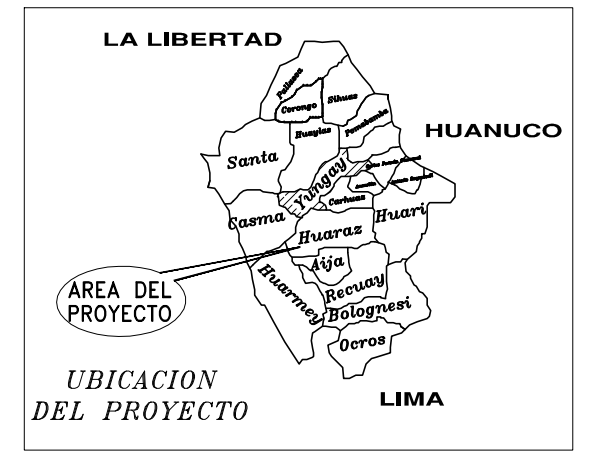 LA LIBERTAD
Pallasca
Corongo
Sihuas
HUANUCO
Huaylas
Pomabamba
Santa
Yungay
Carhuaz
Casma
Huari
Huaraz
Aija
AREA DEL
PROYECTO
Huarmey
Recuay
Bolognesi
Ocros
UBICACION
DEL PROYECTO
LIMA